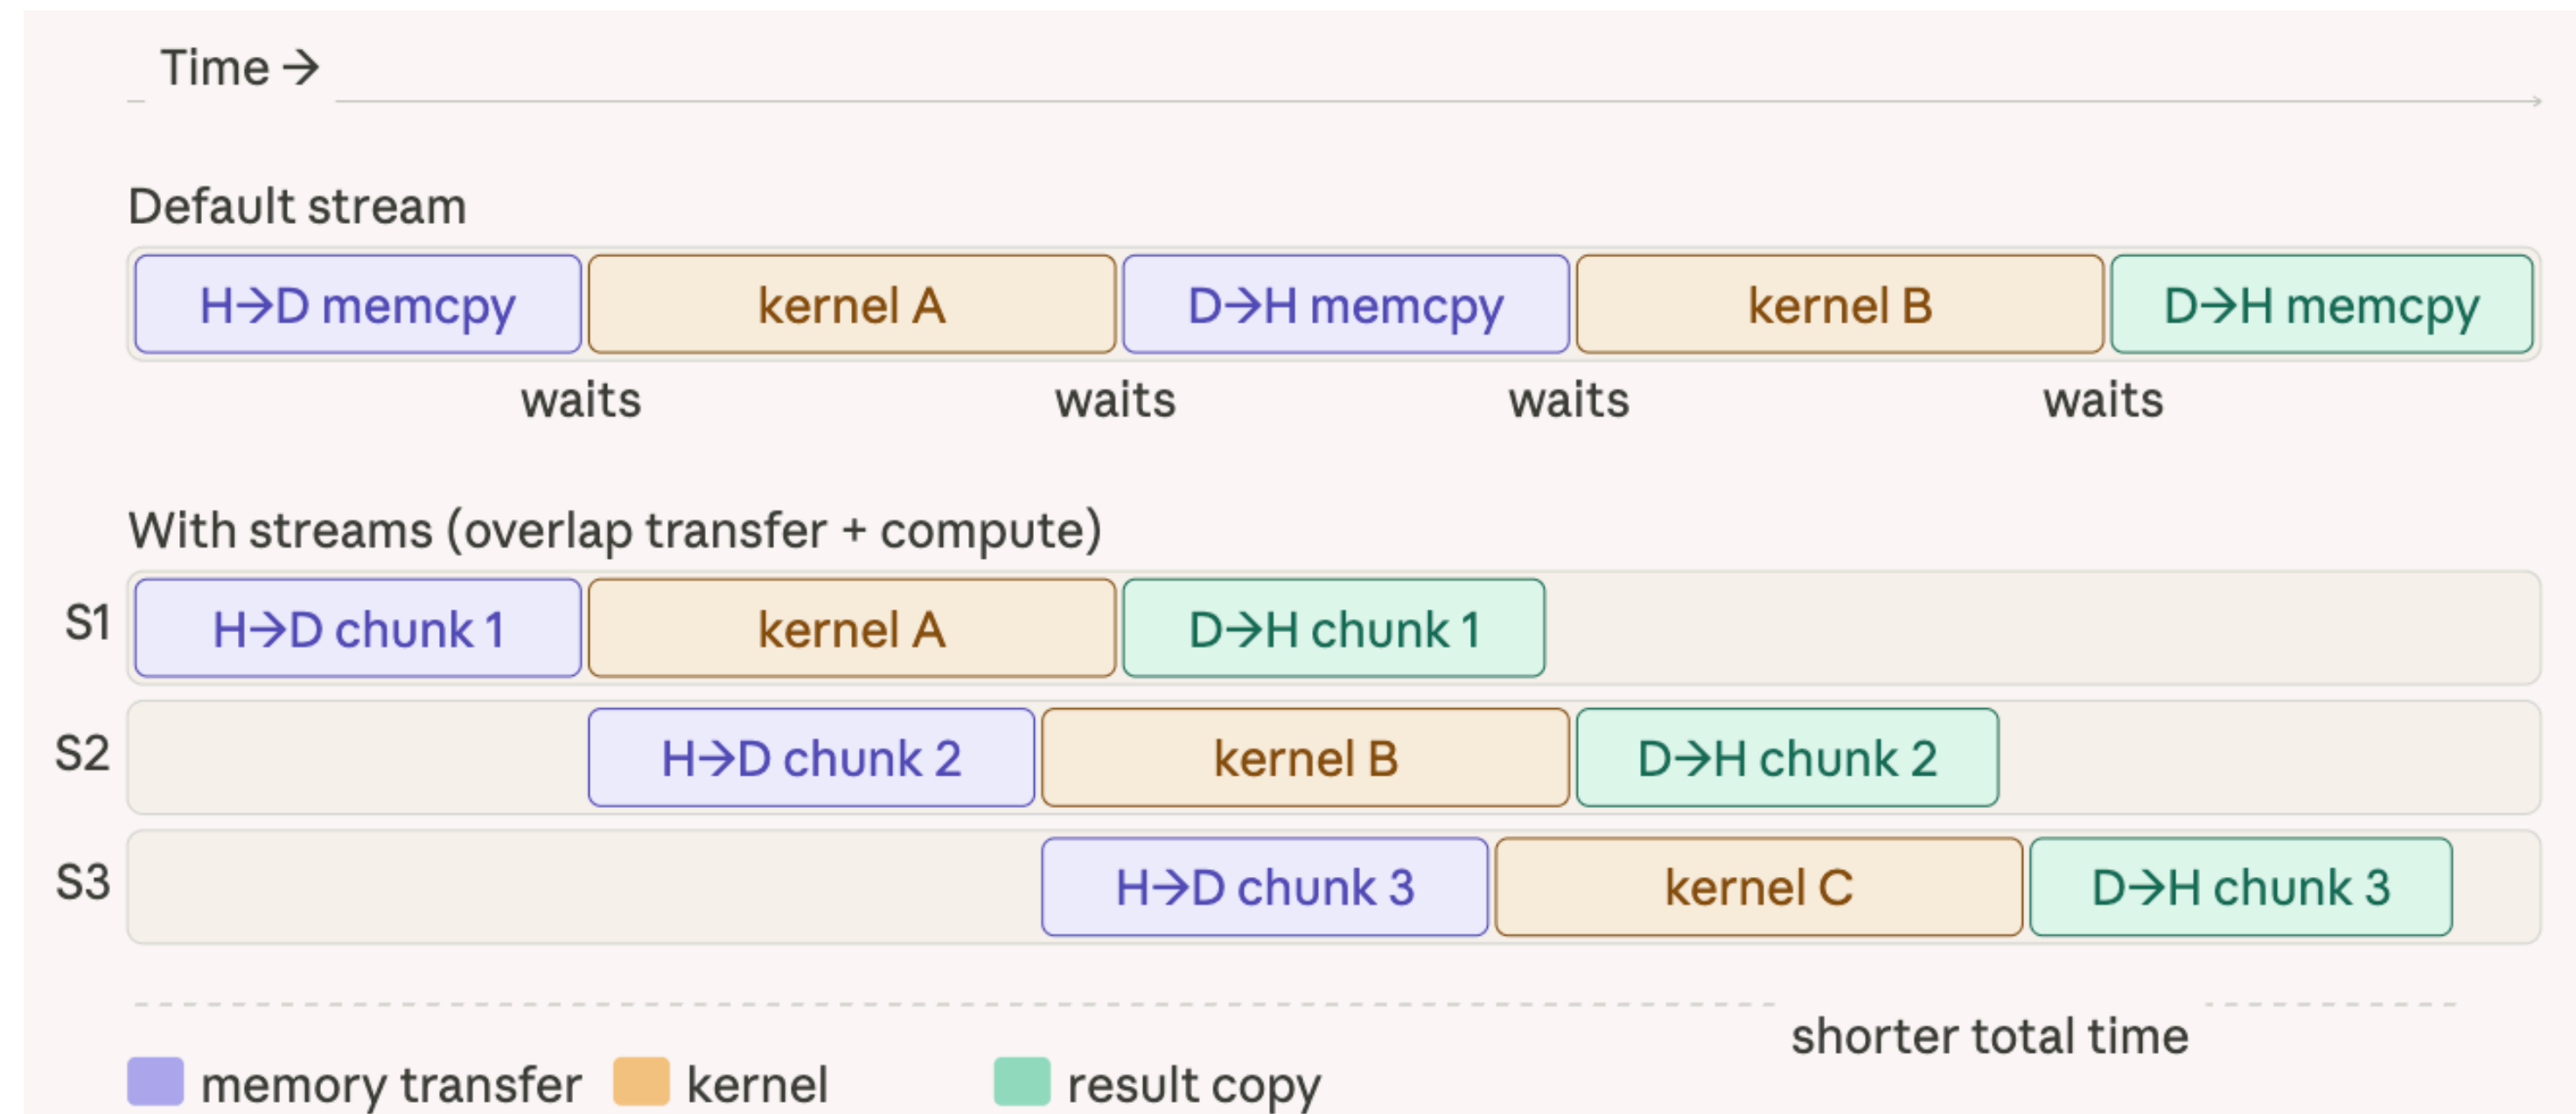 Time →
Default stream
H→D memcpy kernel A D→H memcpy kernel B D→H memcpy
waits waits waits waits
With streams (overlap transfer + compute)
S1 H→D chunk 1 kernel A D→H chunk 1
S2 H→D chunk 2 kernel B D→H chunk 2
S3 H→D chunk 3 kernel C D→H chunk 3
shorter total time
memory transfer kernel result copy